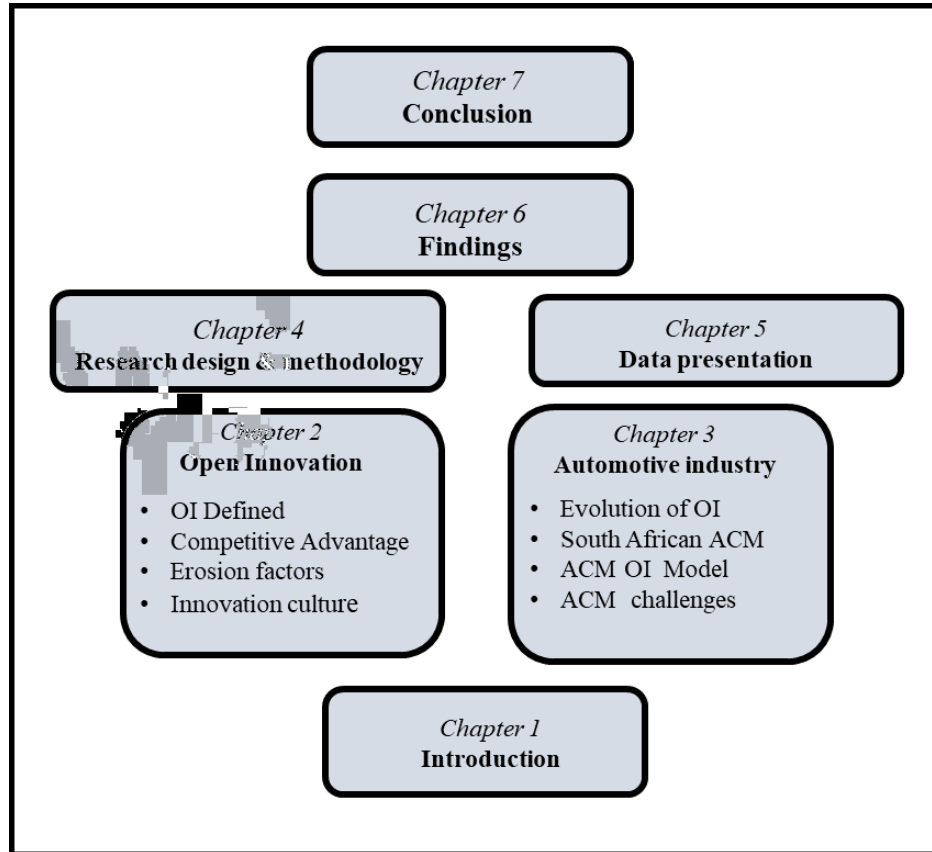 Chapter 7
Conclusion
Chapter 6
Findings
Chapter 4
Research design & methodology
Chapter 5
Data presentation
Chapter 2
Open Innovation
• OI Defined
• Competitive Advantage
• Erosion factors
• Innovation culture
Chapter 3
Automotive industry
• Evolution of OI
• South African ACM
• ACM OI Model
• ACM challenges
Chapter 1
Introduction